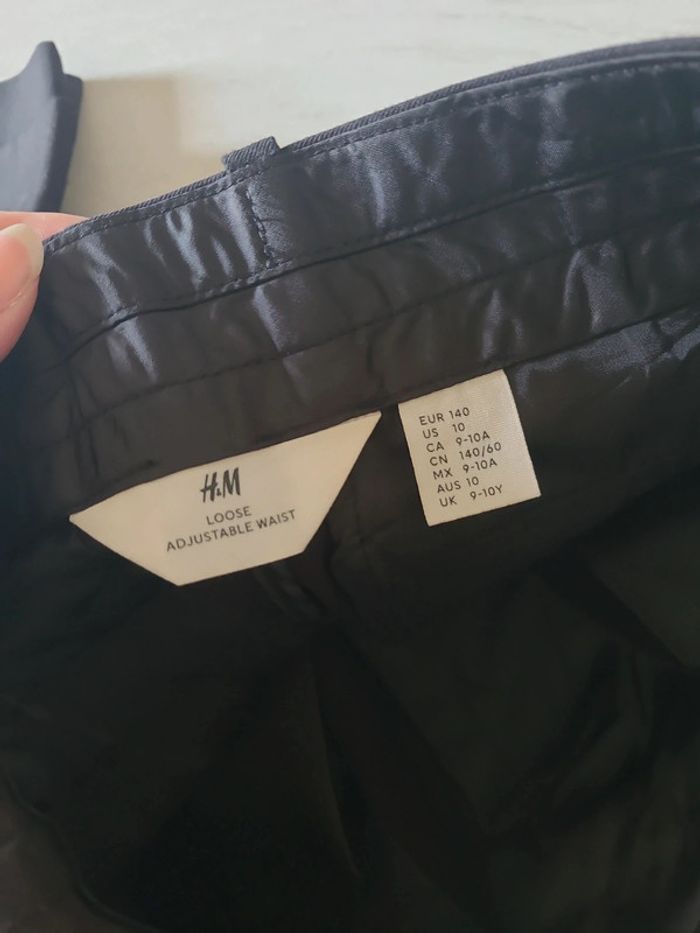 H&M
LOOSE
ADJUSTABLE WAIST
EUR 140
US 10
CA 9-10A
CN 140/60
MX 9-10A
AUS 10
UK 9-10Y